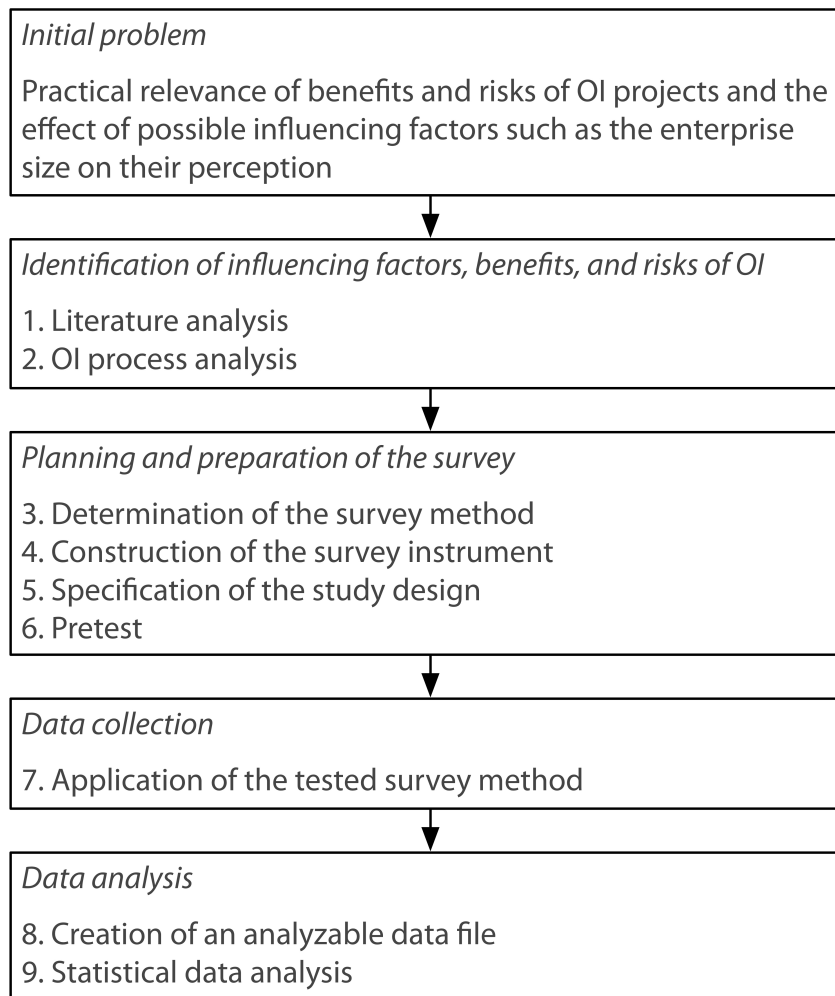 Initial problem
Practical relevance of benefits and risks of OI projects and the
effect of possible influencing factors such as the enterprise
size on their perception
Identification of influencing factors, benefits, and risks of OI
1. Literature analysis
2. OI process analysis
Planning and preparation of the survey
3. Determination of the survey method
4. Construction of the survey instrument
5. Specification of the study design
6. Pretest
Data collection
7. Application of the tested survey method
Data analysis
8. Creation of an analyzable data file
9. Statistical data analysis